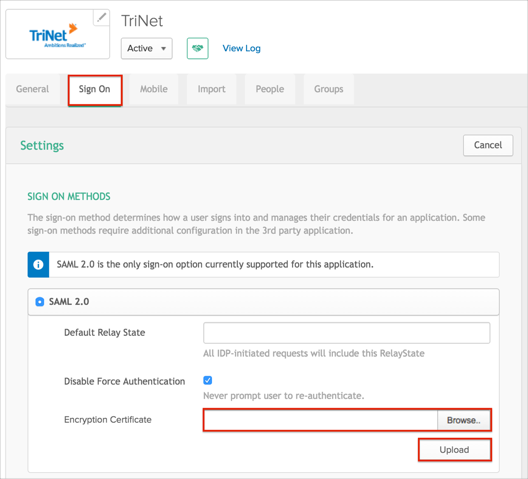 TriNet
TriNet
Ambitions Realized
Active
View Log
General
Sign On
Mobile
Import
People
Groups
Settings
Cancel
SIGN ON METHODS
The sign-on method determines how a user signs into and manages their credentials for an application. Some
sign-on methods require additional configuration in the 3rd party application.
SAML 2.0 is the only sign-on option currently supported for this application.
SAML 2.0
Default Relay State
All IDP-initiated requests will include this RelayState
Disable Force Authentication
Never prompt user to re-authenticate.
Encryption Certificate
Browse..
Upload